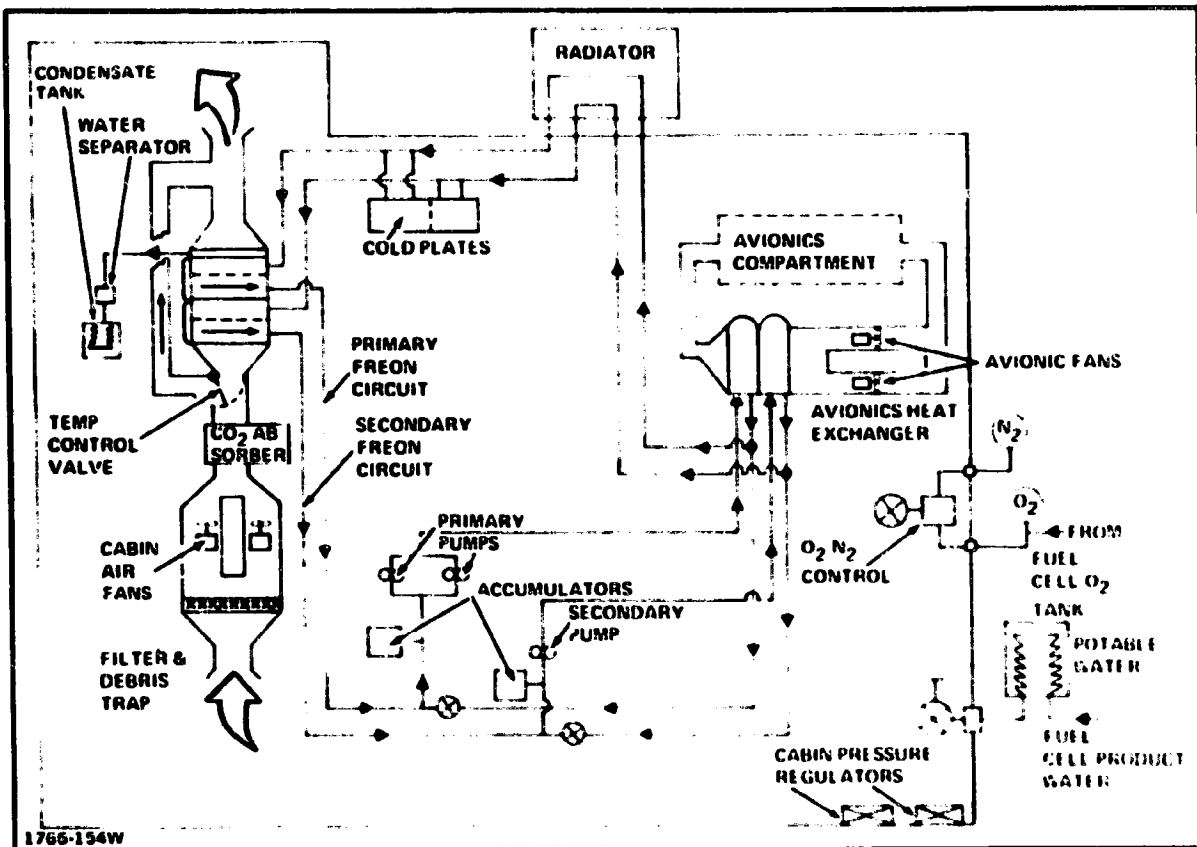 RADIATOR
CONDENSATE
TANK
WATER
SEPARATOR
COLD PLATES
AVIONICS
COMPARTMENT
PRIMARY
FREON
CIRCUIT
AVIONIC FANS
AVIONICS HEAT
EXCHANGER
TEMP
CONTROL
VALVE
CO2 AB
SORBER
SECONDARY
FREON
CIRCUIT
N2
O2
CABIN
AIR
FANS
PRIMARY
PUMPS
O2 N2
CONTROL
FROM
FUEL
CELL O2
ACCUMULATORS
SECONDARY
PUMP
TANK
POTABLE
WATER
FILTER &
DEBRIS
TRAP
FUEL
CELL PRODUCT
WATER
CABIN PRESSURE
REGULATORS
1766-154W